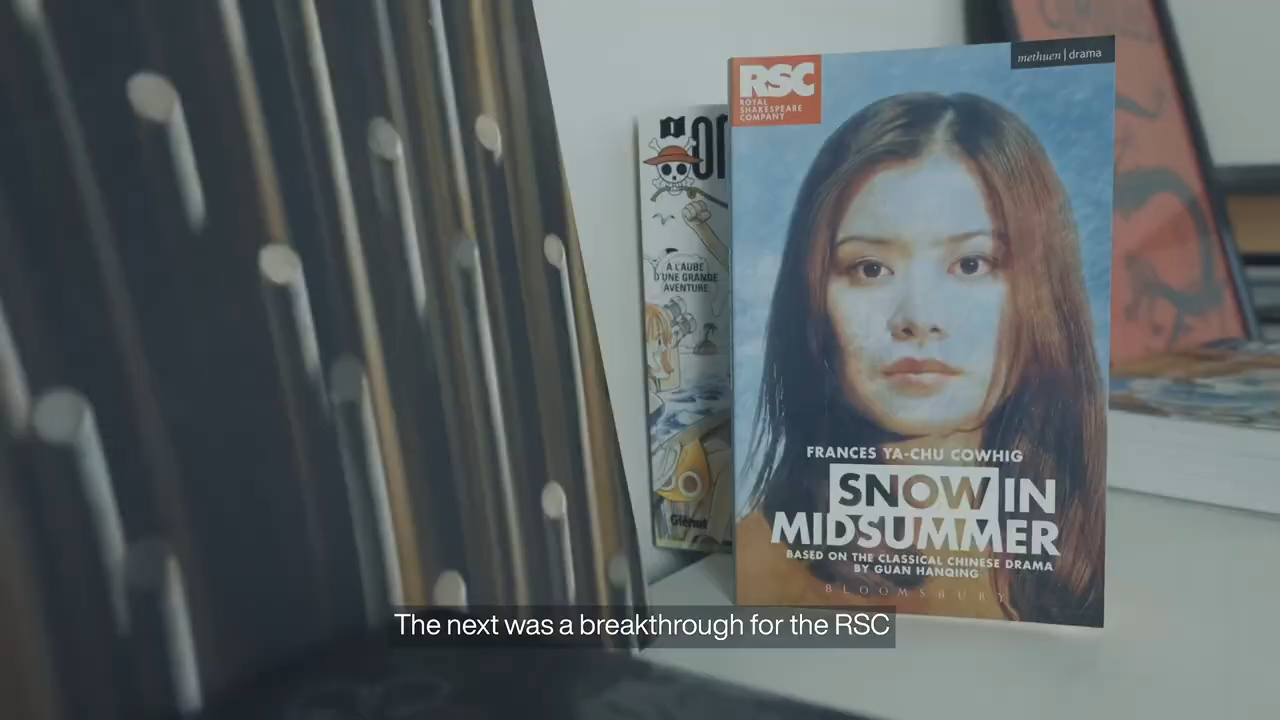 methuen | drama
RSC
ROYAL
SHAKESPEARE
COMPANY
À L'AUBE
D'UNE GRANDE
AVENTURE
Glénat
FRANCES YA-CHU COWHIG
SNOW IN
MIDSUMMER
BASED ON THE CLASSICAL CHINESE DRAMA
BY GUAN HANQING
BLOOMSBURY
The next was a breakthrough for the RSC